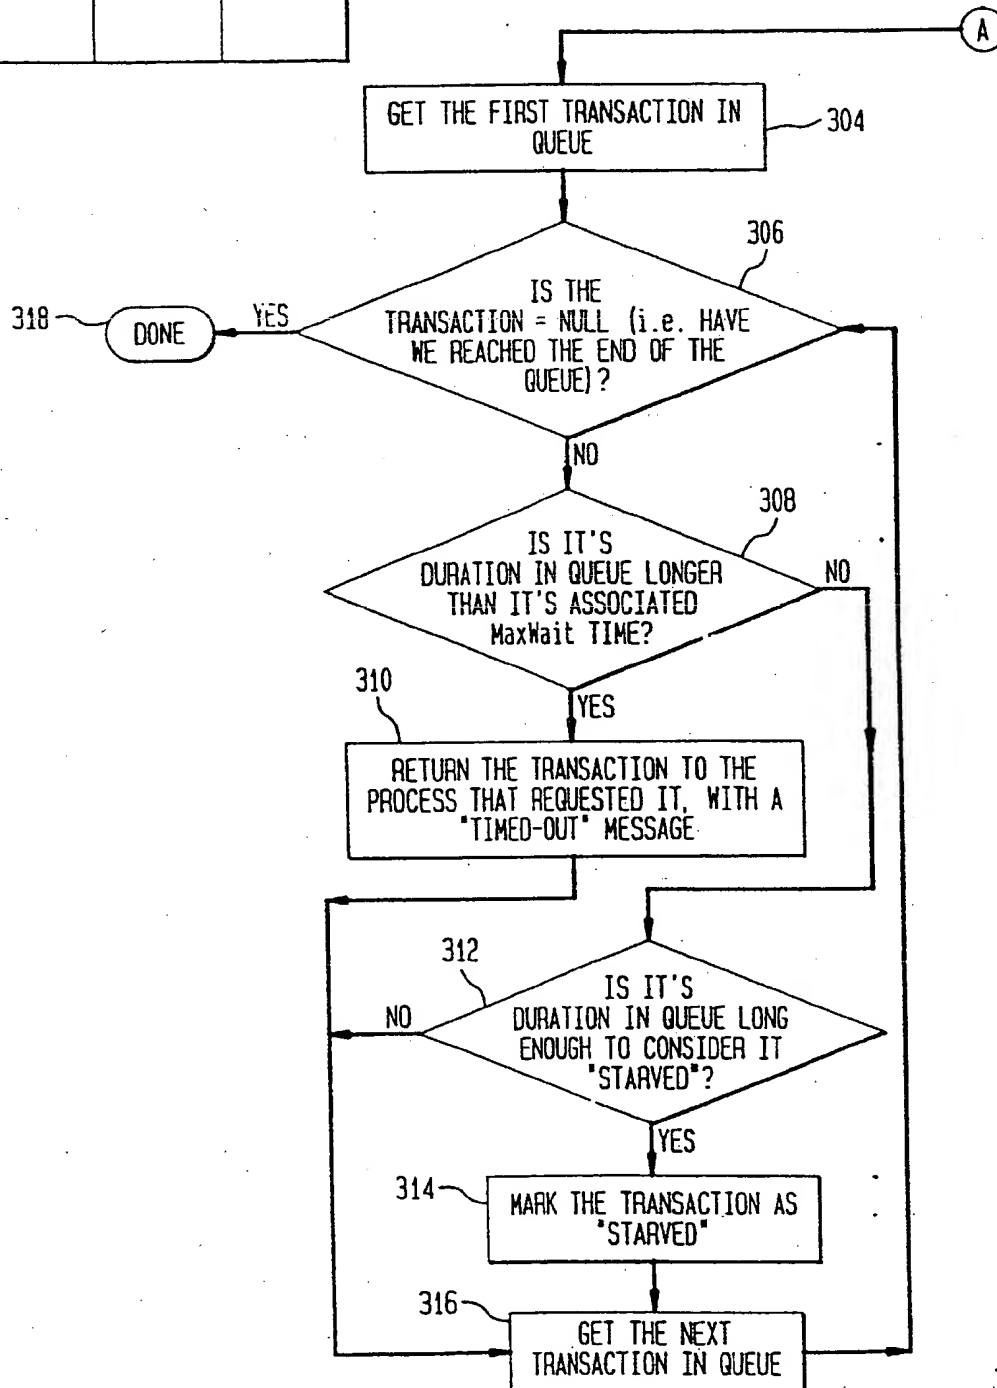 A
GET THE FIRST TRANSACTION IN
QUEUE
304
306
IS THE
TRANSACTION = NULL (i.e. HAVE
WE REACHED THE END OF THE
QUEUE)?
YES
318
DONE
NO
308
IS IT'S
DURATION IN QUEUE LONGER
THAN IT'S ASSOCIATED
MaxWait TIME?
NO
310
YES
RETURN THE TRANSACTION TO THE
PROCESS THAT REQUESTED IT, WITH A
"TIMED-OUT" MESSAGE
312
IS IT'S
DURATION IN QUEUE LONG
ENOUGH TO CONSIDER IT
"STARVED"?
NO
YES
314
MARK THE TRANSACTION AS
"STARVED"
316
GET THE NEXT
TRANSACTION IN QUEUE